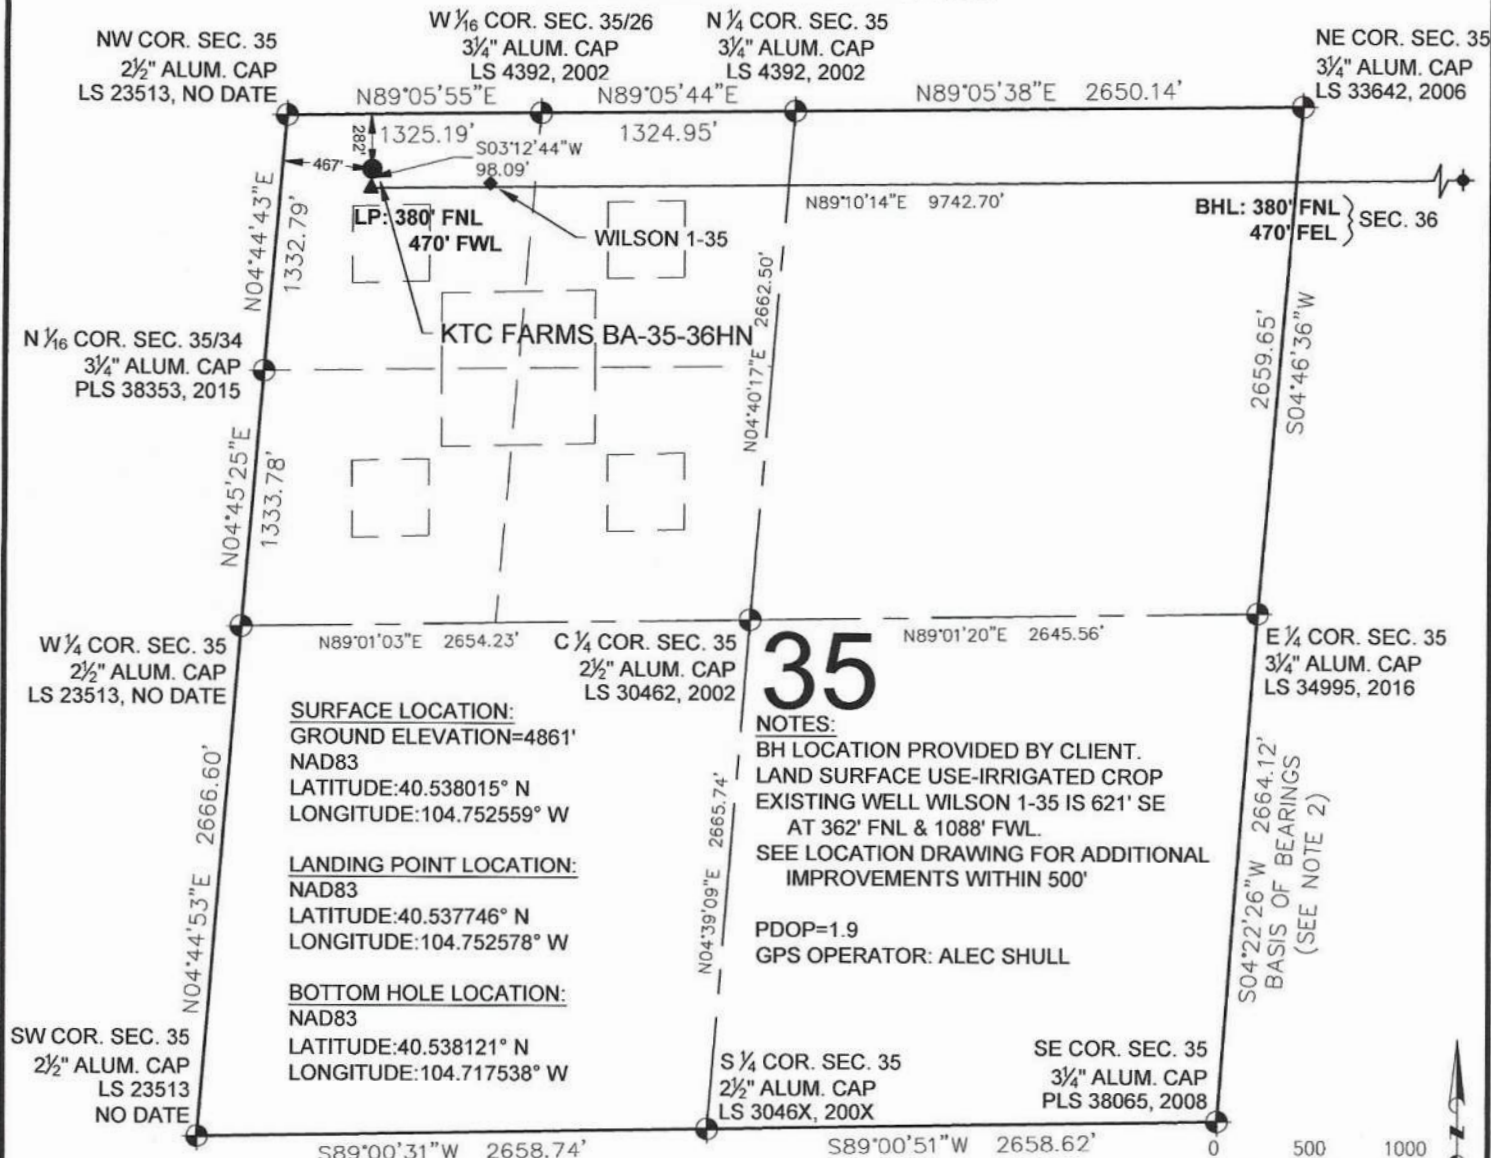 NW COR. SEC. 35
2½" ALUM. CAP
LS 23513, NO DATE
W 1/16 COR. SEC. 35/26
3¼" ALUM. CAP
LS 4392, 2002
N ¼ COR. SEC. 35
3¼" ALUM. CAP
LS 4392, 2002
NE COR. SEC. 35
3¼" ALUM. CAP
LS 33642, 2006
N89°05'55"E
1325.19'
N89°05'44"E
1324.95'
N89°05'38"E 2650.14'
282'
467'
S03°12'44"W
98.09'
N89°10'14"E 9742.70'
LP: 380' FNL
470' FWL
WILSON 1-35
BHL: 380' FNL
470' FEL
SEC. 36
KTC FARMS BA-35-36HN
N04°44'43"E
1332.79'
N 1/16 COR. SEC. 35/34
3¼" ALUM. CAP
PLS 38353, 2015
N04°40'17"E 2662.50'
2659.65'
S04°46'36"W
N04°45'25"E
1333.78'
W ¼ COR. SEC. 35
2½" ALUM. CAP
LS 23513, NO DATE
N89°01'03"E 2654.23'
C ¼ COR. SEC. 35
2½" ALUM. CAP
LS 30462, 2002
35
N89°01'20"E 2645.56'
E ¼ COR. SEC. 35
3¼" ALUM. CAP
LS 34995, 2016
SURFACE LOCATION:
GROUND ELEVATION=4861'
NAD83
LATITUDE:40.538015° N
LONGITUDE:104.752559° W
LANDING POINT LOCATION:
NAD83
LATITUDE:40.537746° N
LONGITUDE:104.752578° W
BOTTOM HOLE LOCATION:
NAD83
LATITUDE:40.538121° N
LONGITUDE:104.717538° W
NOTES:
BH LOCATION PROVIDED BY CLIENT.
LAND SURFACE USE-IRRIGATED CROP
EXISTING WELL WILSON 1-35 IS 621' SE
AT 362' FNL & 1088' FWL.
SEE LOCATION DRAWING FOR ADDITIONAL
IMPROVEMENTS WITHIN 500'
PDOP=1.9
GPS OPERATOR: ALEC SHULL
N04°44'53"E 2666.60'
N04°39'09"E 2665.74'
S04°22'26"W 2664.12'
BASIS OF BEARINGS
(SEE NOTE 2)
SW COR. SEC. 35
2½" ALUM. CAP
LS 23513
NO DATE
S ¼ COR. SEC. 35
2½" ALUM. CAP
LS 3046X, 200X
SE COR. SEC. 35
3¼" ALUM. CAP
PLS 38065, 2008
S89°00'31"W 2658.74'
S89°00'51"W 2658.62'
0 500 1000
N